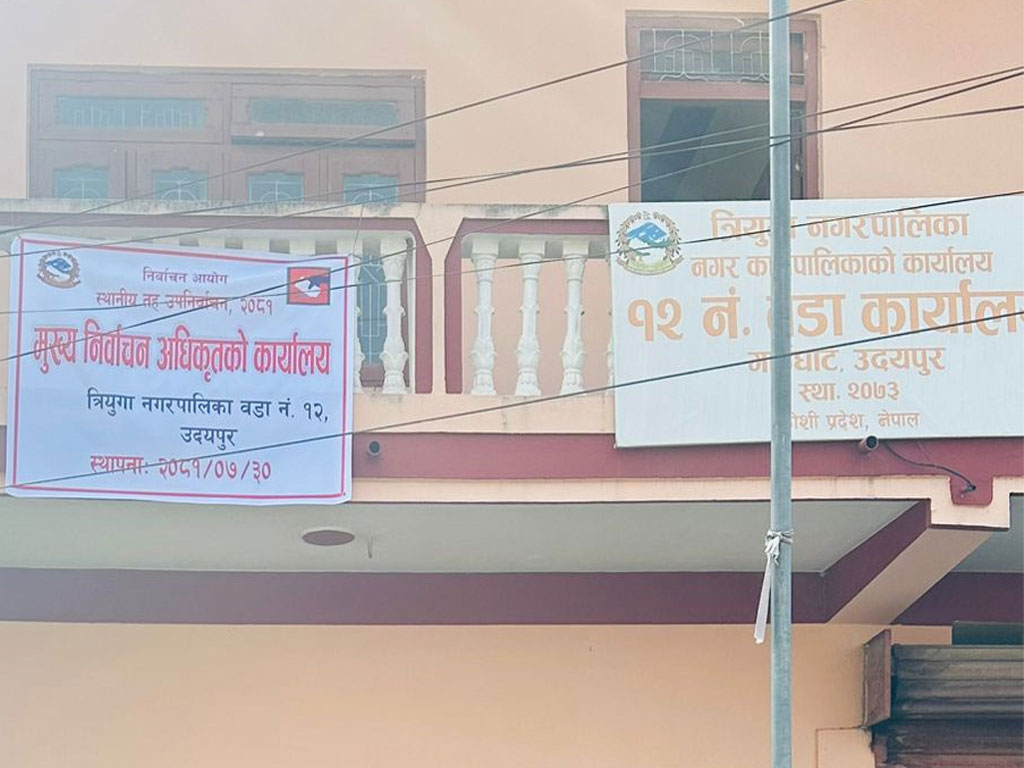 निर्वाचन आयोग
स्थानीय तह उपनिर्वाचन, २०८१
मुख्य निर्वाचन अधिकृतको कार्यालय
त्रियुगा नगरपालिका वडा नं. १२,
उदयपुर
स्थापनाः २०८१/०७/३०
त्रियुगा नगरपालिका
नगर कार्यपालिकाको कार्यालय
१२ नं. वडा कार्यालय
उदयपुर
स्था. २०७३
कोशी प्रदेश, नेपाल